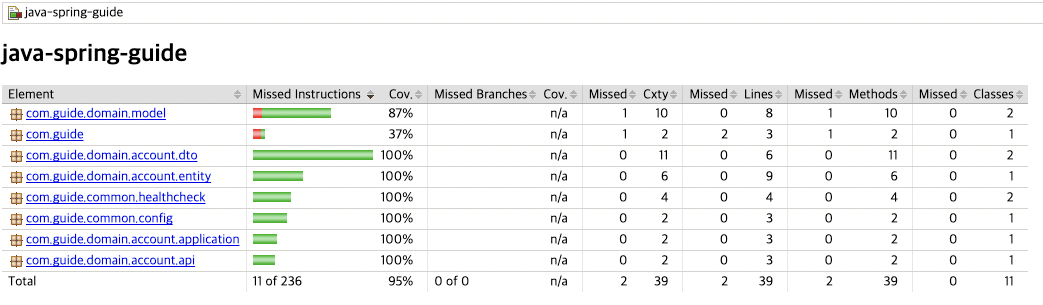 java-spring-guide
java-spring-guide
Element Missed Instructions Cov. Missed Branches Cov. Missed Cxty Missed Lines Missed Methods Missed Classes
com.guide.domain.model 87% n/a 1 10 0 8 1 10 0 2
com.guide 37% n/a 1 2 2 3 1 2 0 1
com.guide.domain.account.dto 100% n/a 0 11 0 6 0 11 0 2
com.guide.domain.account.entity 100% n/a 0 6 0 9 0 6 0 1
com.guide.common.healthcheck 100% n/a 0 4 0 4 0 4 0 2
com.guide.common.config 100% n/a 0 2 0 3 0 2 0 1
com.guide.domain.account.application 100% n/a 0 2 0 3 0 2 0 1
com.guide.domain.account.api 100% n/a 0 2 0 3 0 2 0 1
Total 11 of 236 95% 0 of 0 n/a 2 39 2 39 2 39 0 11